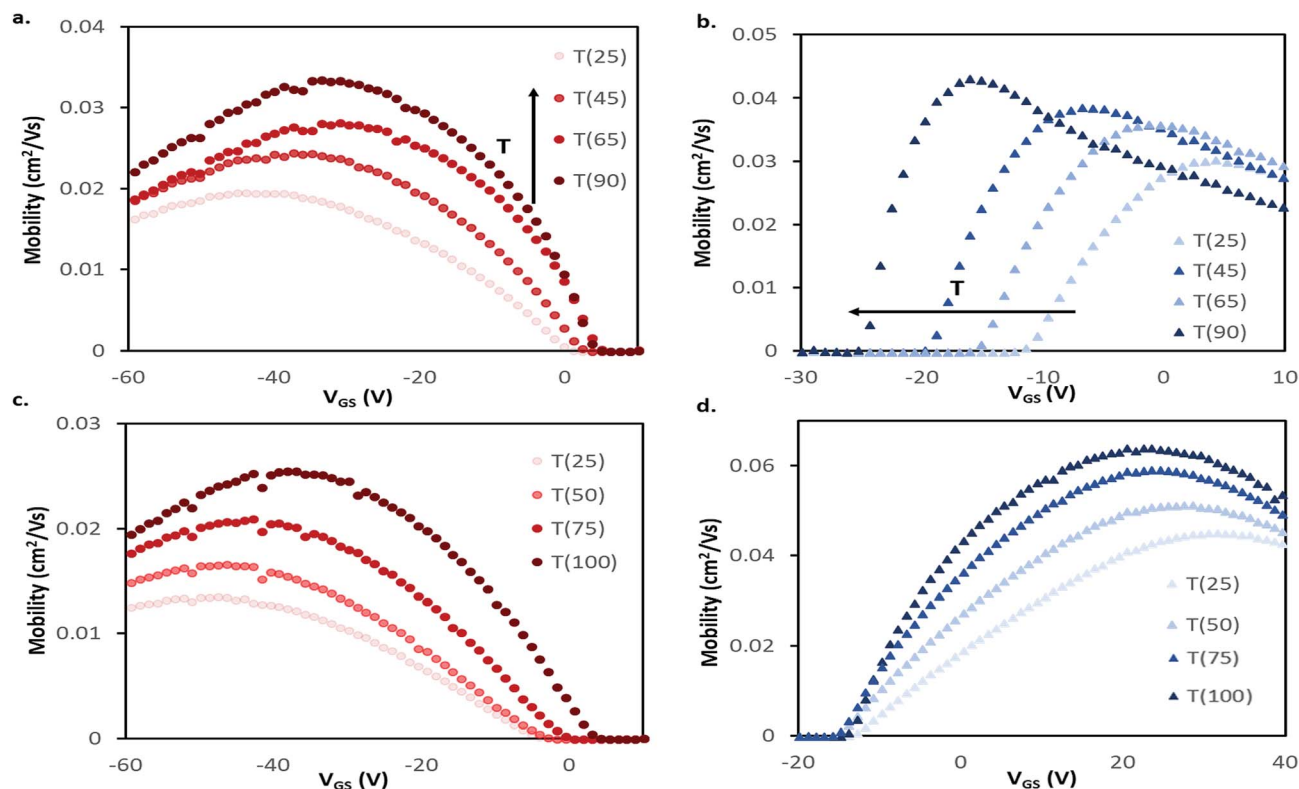 a.
0.04
0.03
0.02
0.01
0
Mobility (cm²/Vs)
T(25)
T(45)
T(65)
T(90)
T
-60
-40
-20
0
V_GS (V)
b.
0.05
0.04
0.03
0.02
0.01
0
Mobility (cm²/Vs)
T
T(25)
T(45)
T(65)
T(90)
-30
-20
-10
0
10
V_GS (V)
c.
0.03
0.02
0.01
0
Mobility (cm²/Vs)
T(25)
T(50)
T(75)
T(100)
-60
-40
-20
0
V_GS (V)
d.
0.06
0.04
0.02
0
Mobility (cm²/Vs)
T(25)
T(50)
T(75)
T(100)
-20
0
20
40
V_GS (V)